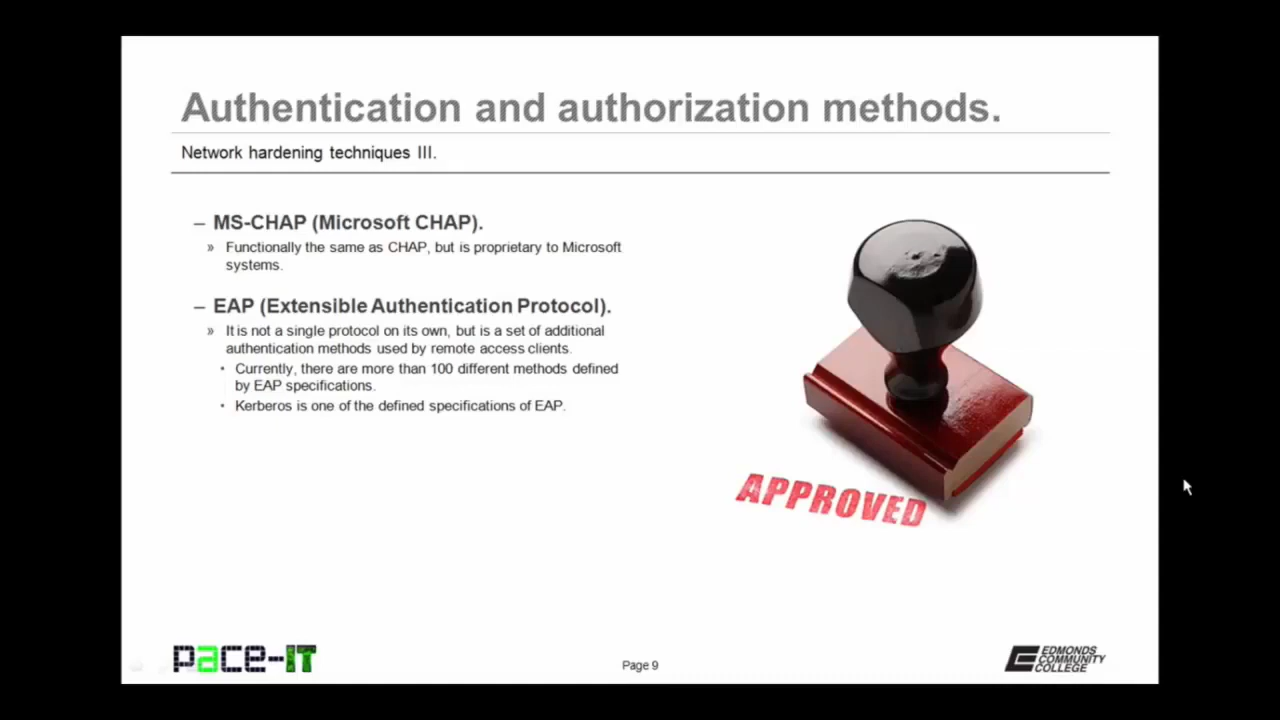 Authentication and authorization methods.
Network hardening techniques III.
– MS-CHAP (Microsoft CHAP).
» Functionally the same as CHAP, but is proprietary to Microsoft
systems.
– EAP (Extensible Authentication Protocol).
» It is not a single protocol on its own, but is a set of additional
authentication methods used by remote access clients.
• Currently, there are more than 100 different methods defined
by EAP specifications.
• Kerberos is one of the defined specifications of EAP.
APPROVED
pace-IT
Page 9
EDMONDS
COMMUNITY
COLLEGE